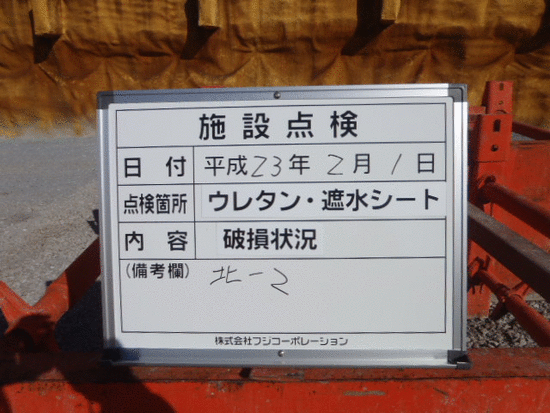 施設点検
日付 平成23年2月1日
点検箇所 ウレタン・遮水シート
内容 破損状況
(備考欄) 北-2
株式会社フジコーポレーション